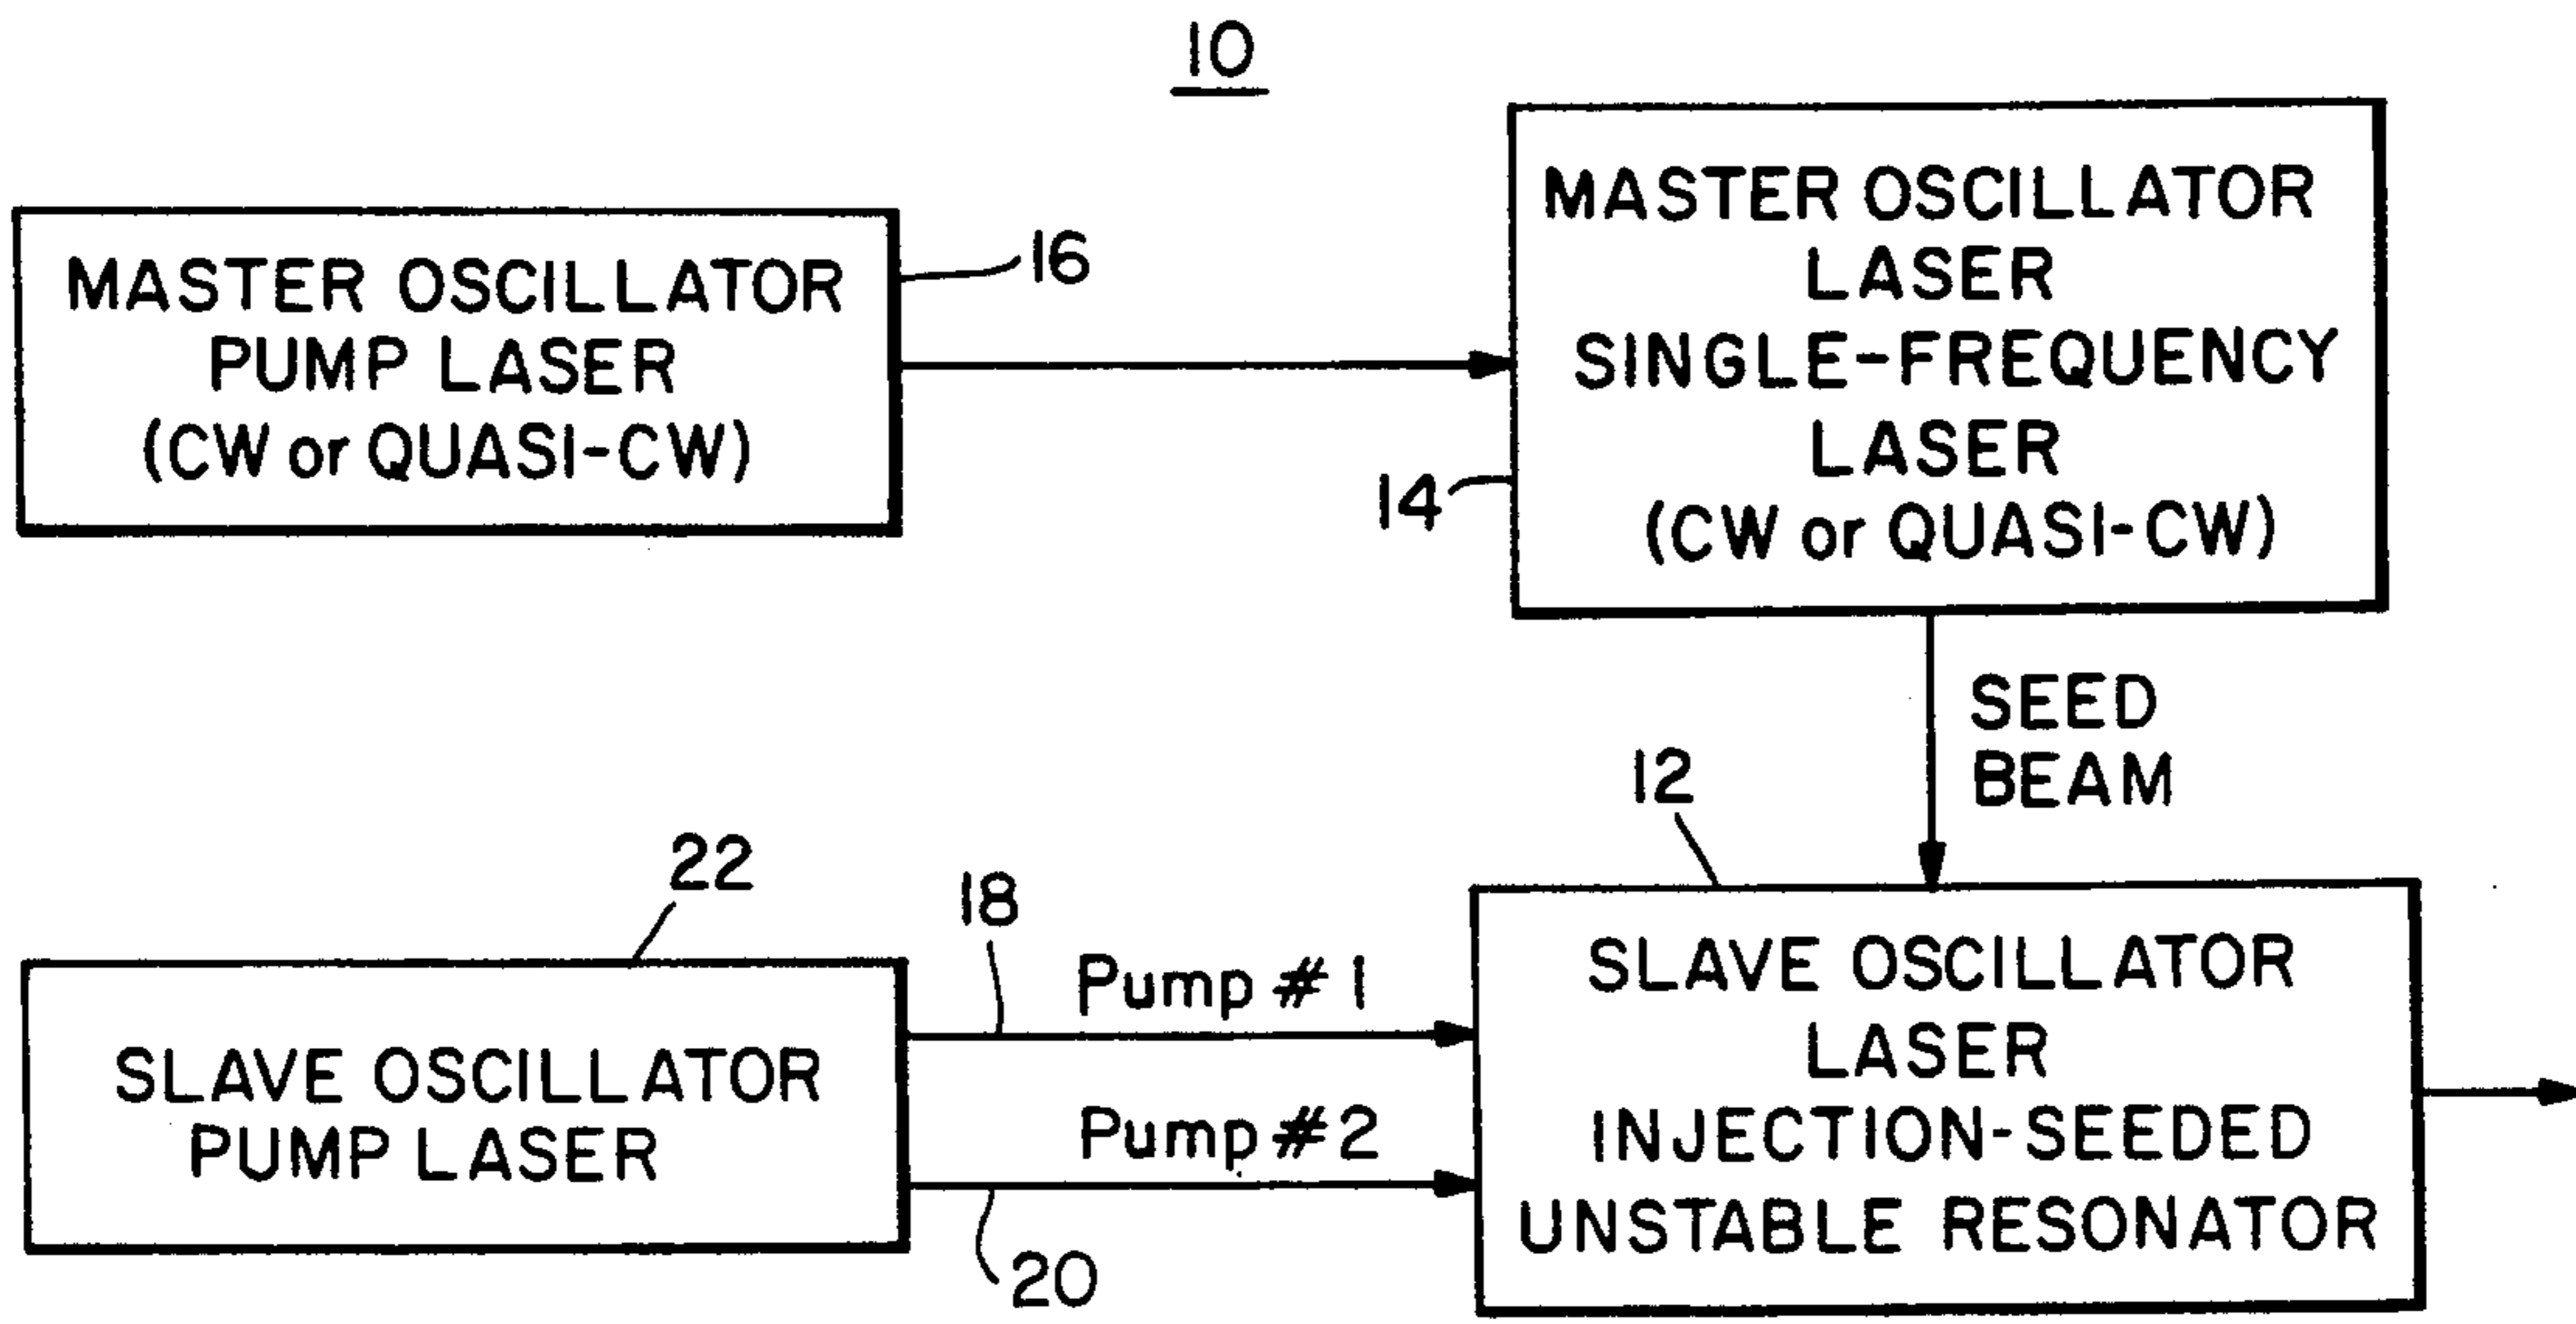 10
MASTER OSCILLATOR
PUMP LASER
(CW or QUASI-CW)
16
MASTER OSCILLATOR
LASER
SINGLE-FREQUENCY
LASER
(CW or QUASI-CW)
14
SEED
BEAM
12
22
18
Pump #1
SLAVE OSCILLATOR
PUMP LASER
Pump #2
20
SLAVE OSCILLATOR
LASER
INJECTION-SEEDED
UNSTABLE RESONATOR